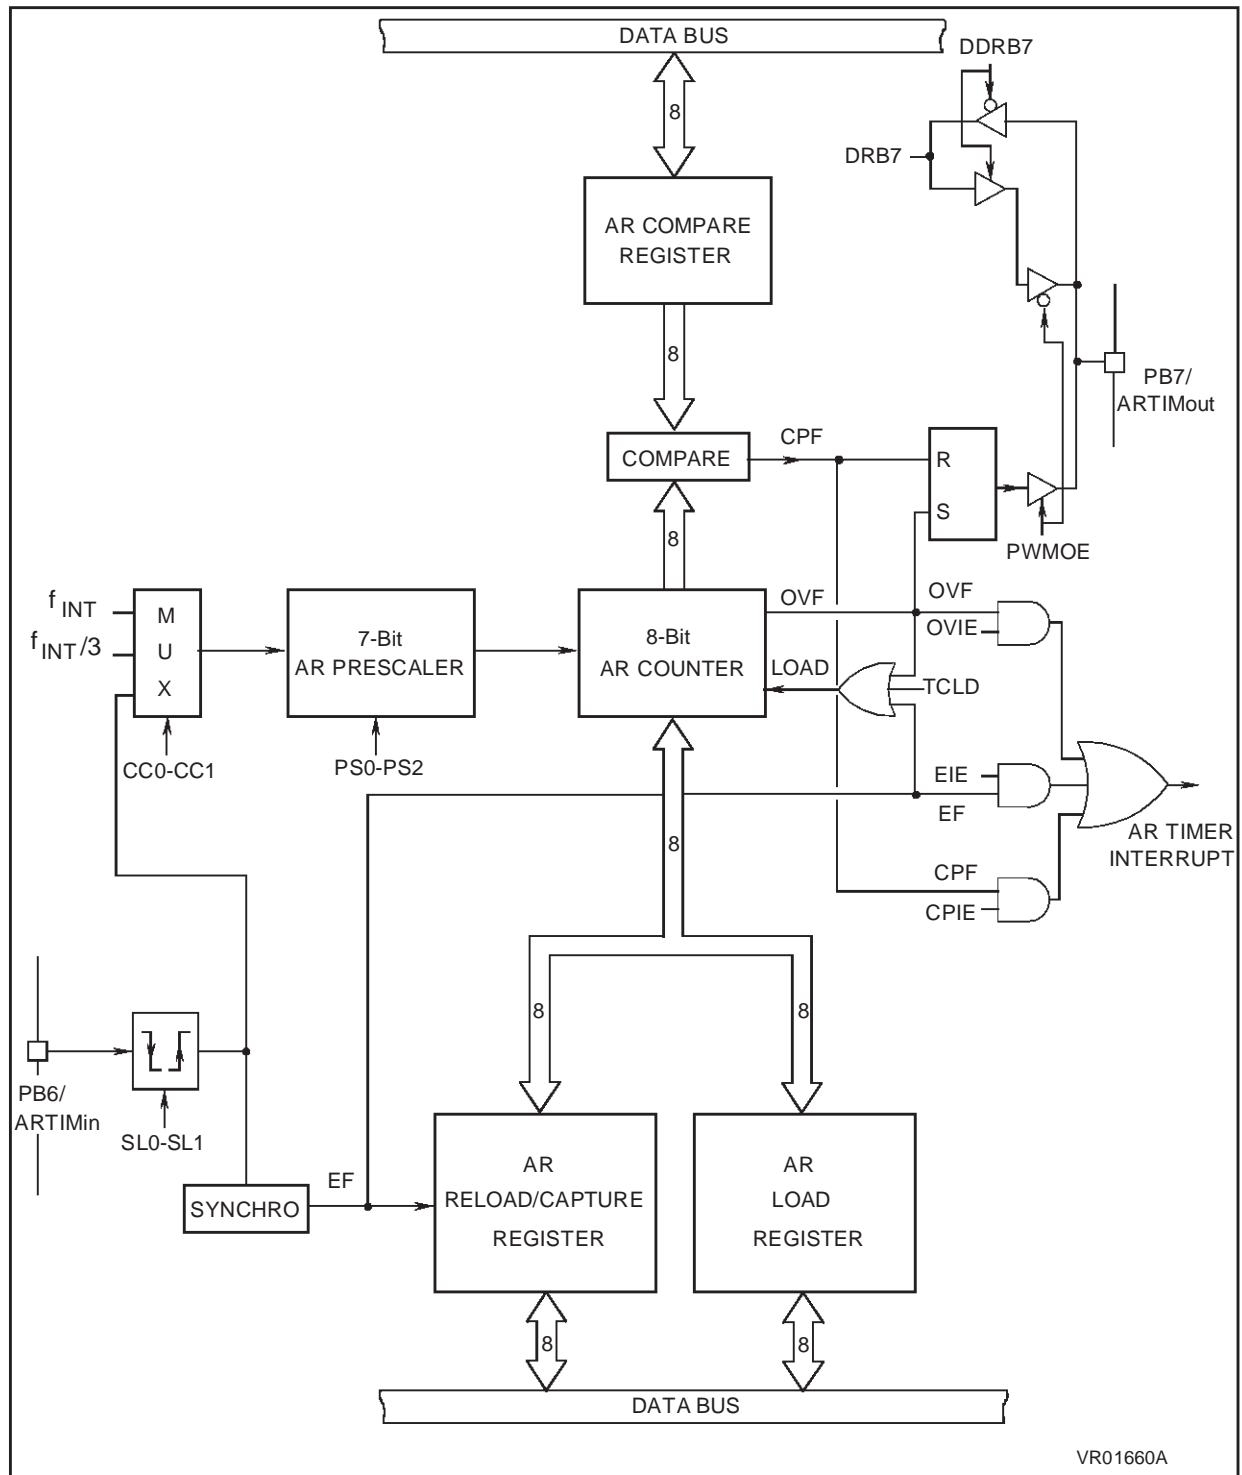 DATA BUS
DDRB7
8
DRB7
AR COMPARE
REGISTER
8
PB7/
ARTIMout
CPF
COMPARE
R
S
8
PWMOE
f INT
f INT /3
M
U
X
7-Bit
AR PRESCALER
8-Bit
AR COUNTER
OVF
OVF
OVIE
LOAD
TCLD
CC0-CC1
PS0-PS2
EIE
EF
AR TIMER
INTERRUPT
8
CPF
CPIE
8
8
PB6/
ARTIMin
SL0-SL1
SYNCHRO
EF
AR
RELOAD/CAPTURE
REGISTER
AR
LOAD
REGISTER
8
8
DATA BUS
VR01660A